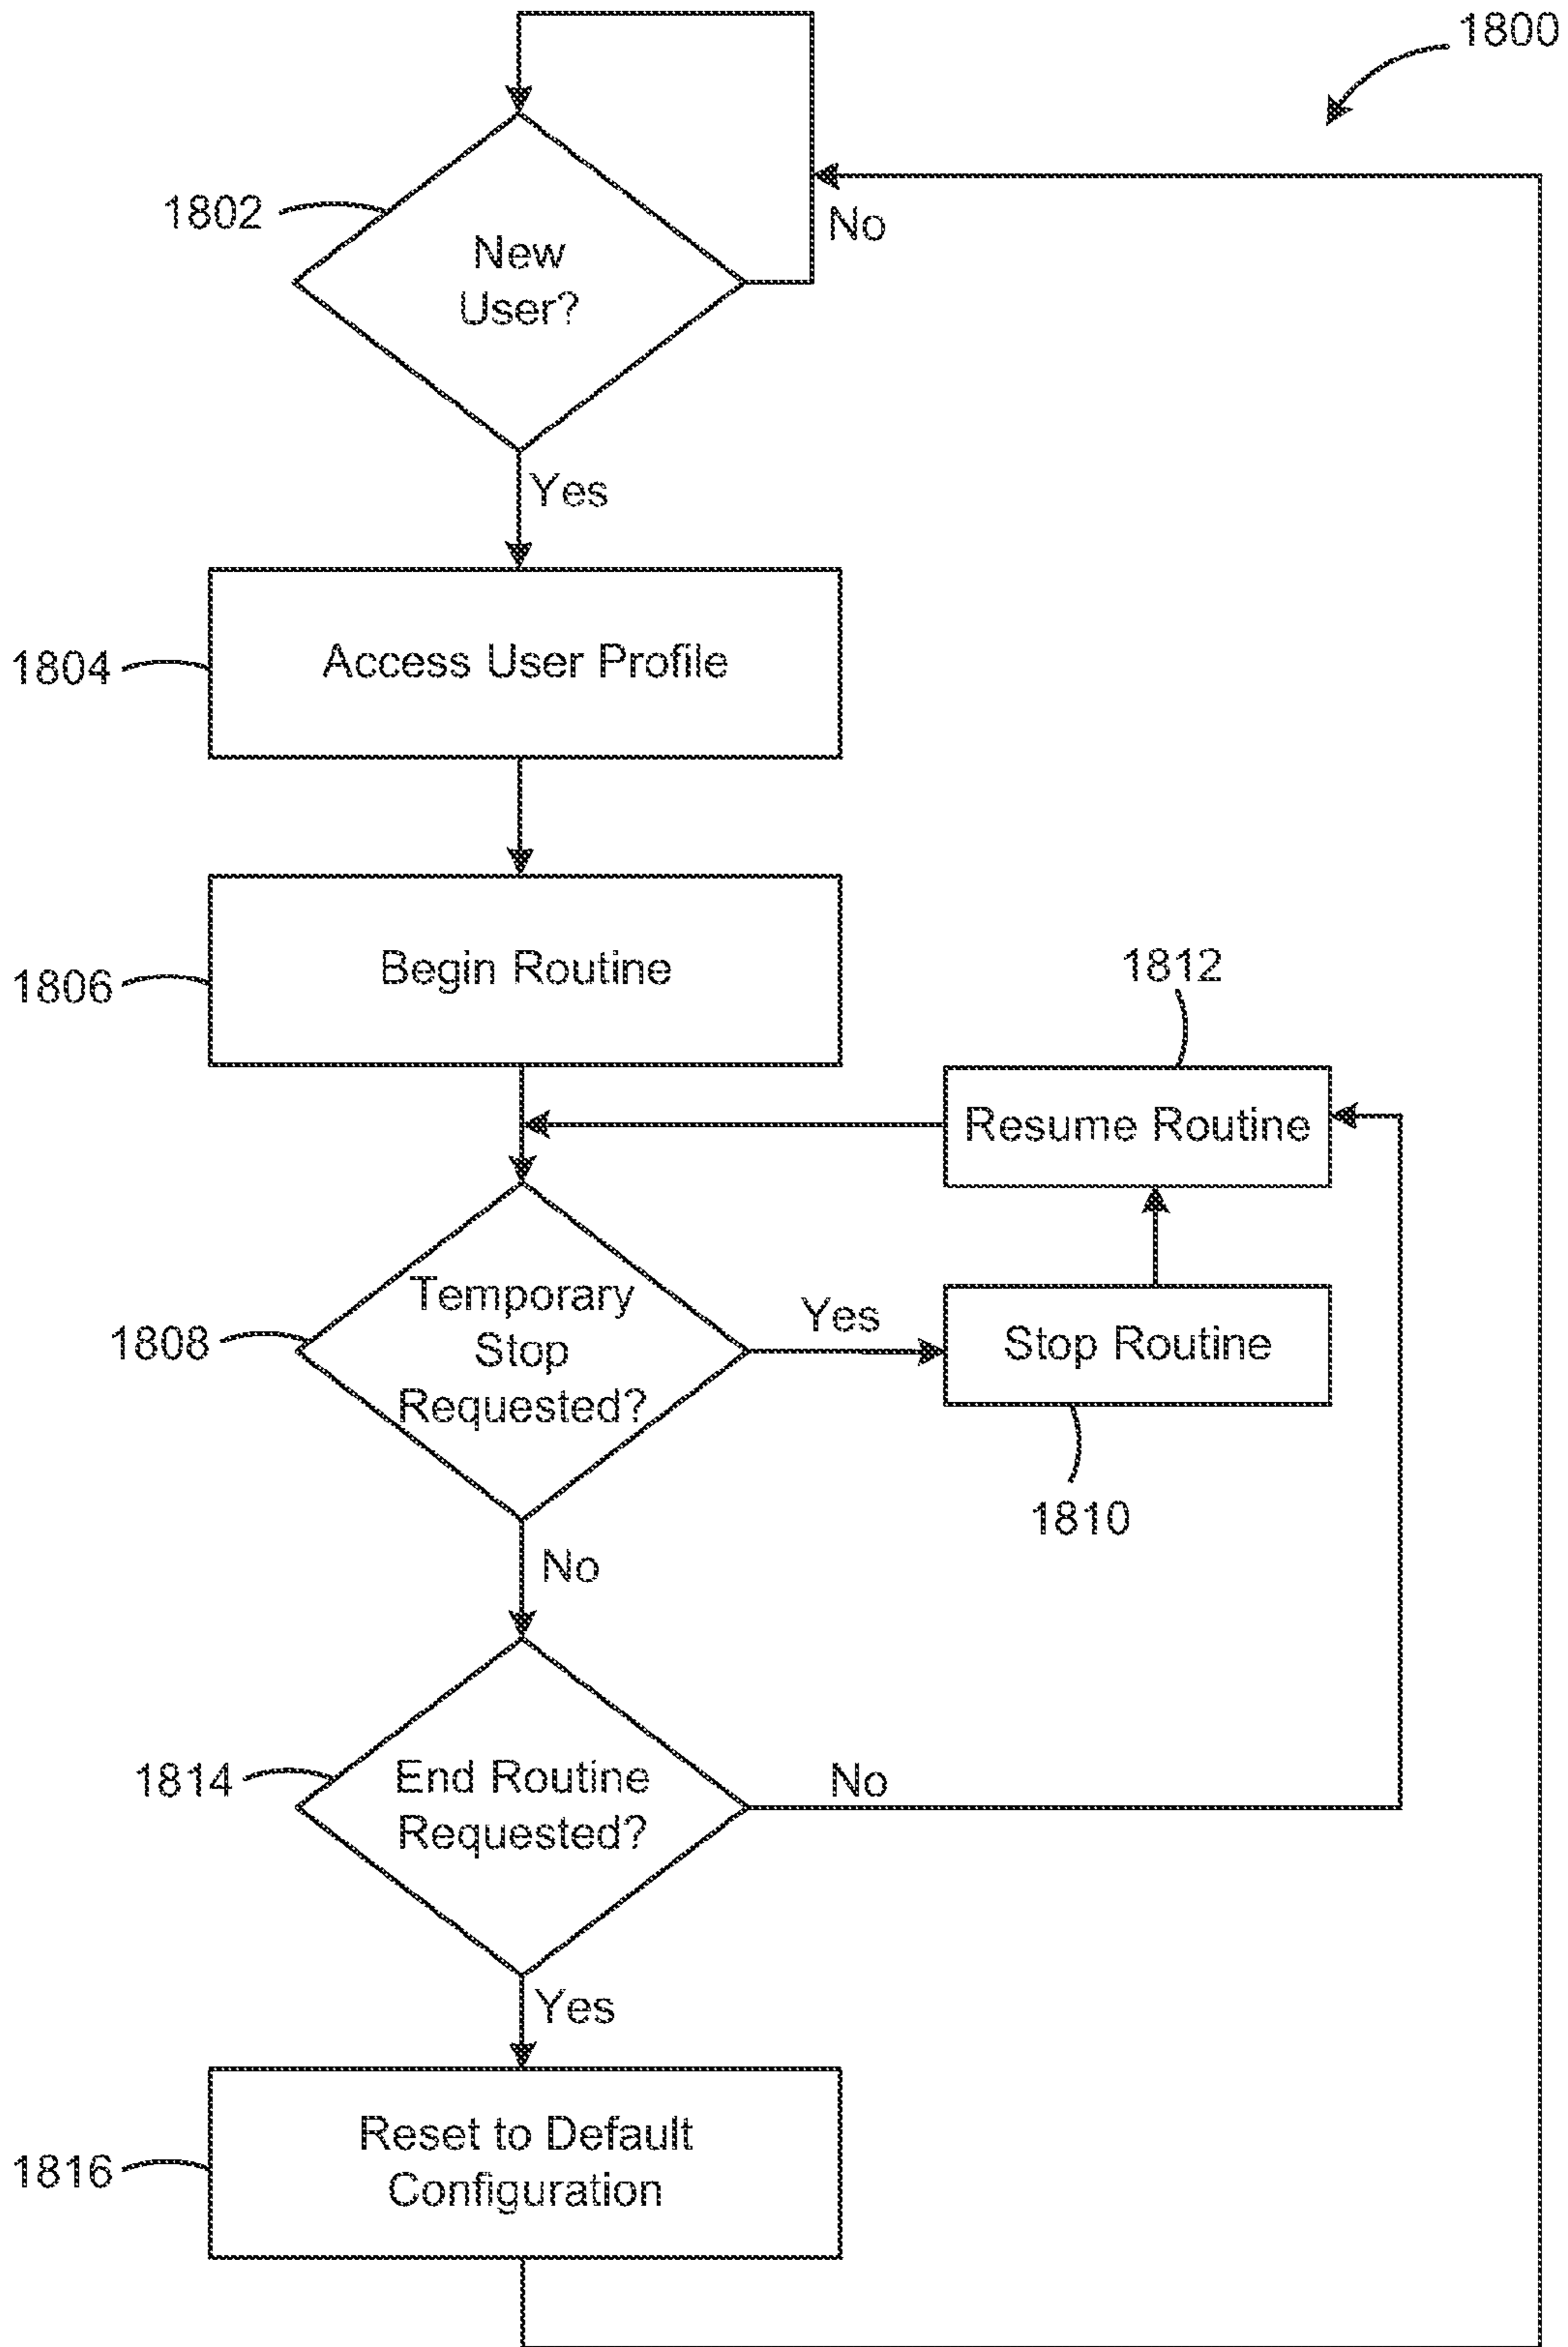 1800
1802
New
User?
No
Yes
1804
Access User Profile
1806
Begin Routine
1812
Resume Routine
1808
Temporary
Stop
Requested?
Yes
Stop Routine
1810
No
1814
End Routine
Requested?
No
Yes
1816
Reset to Default
Configuration